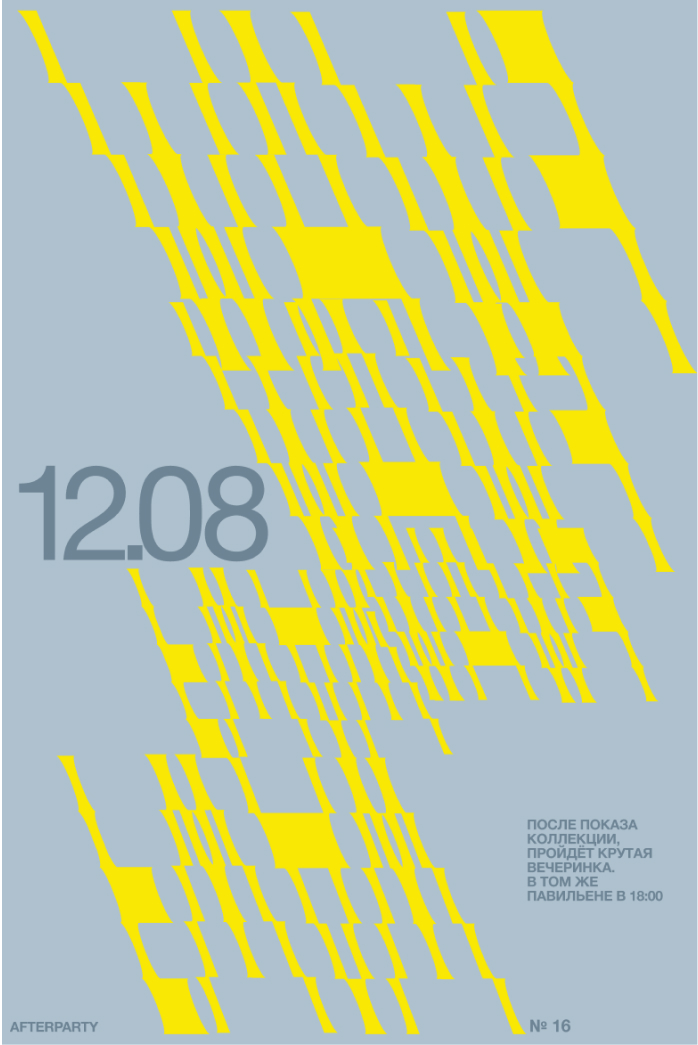 12.08
ПОСЛЕ ПОКАЗА
КОЛЛЕКЦИИ,
ПРОЙДЁТ КРУТАЯ
ВЕЧЕРИНКА.
В ТОМ ЖЕ
ПАВИЛЬЕНЕ В 18:00
AFTERPARTY
№ 16